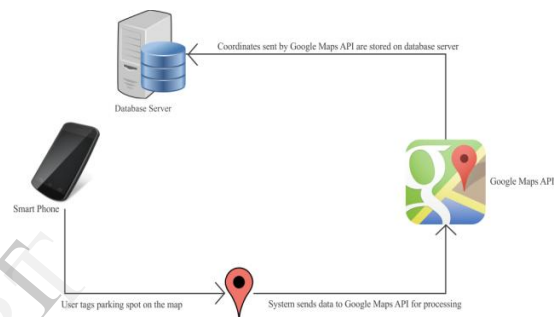 Coordinates sent by Google Maps API are stored on database server
Database Server
Google Maps API
Smart Phone
User tags parking spot on the map
System sends data to Google Maps API for processing